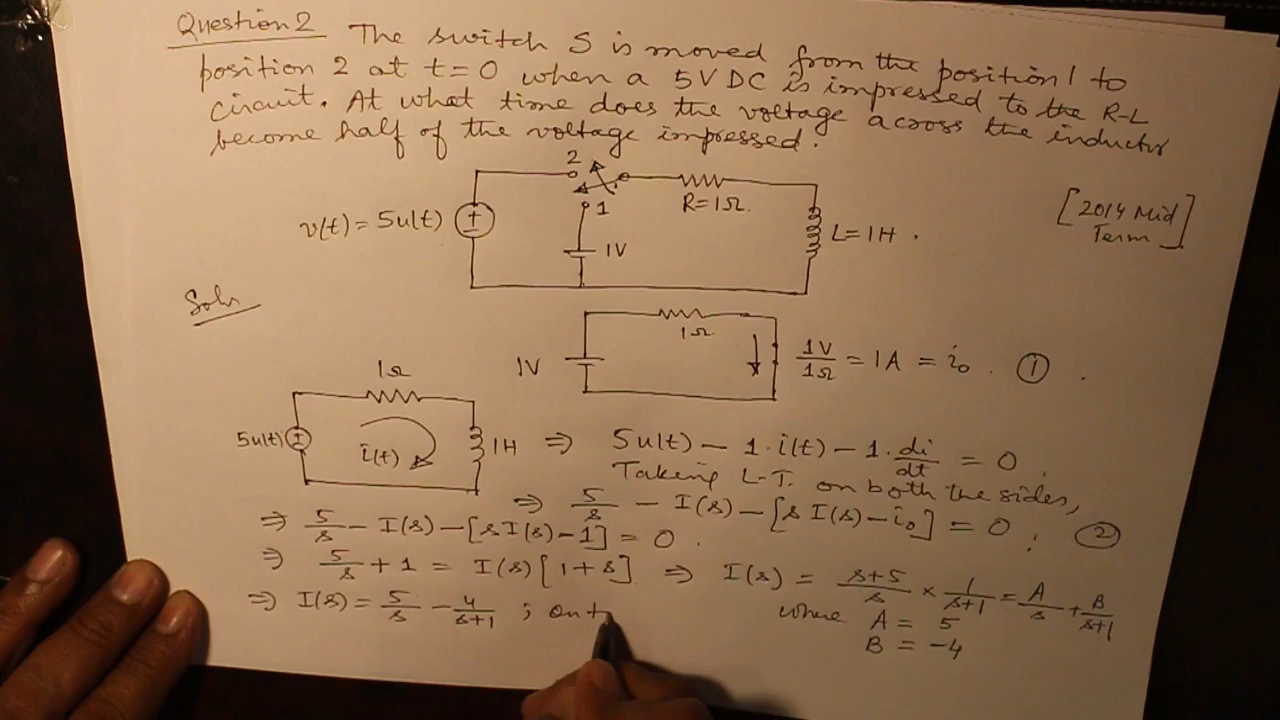 Question 2 The switch S is moved from the position 1 to
position 2 at t=0 when a 5V DC is impressed to the R-L
circuit. At what time does the voltage across the inductor
become half of the voltage impressed.
2
1
v(t) = 5u(t)
+
-
1V
R=1Ω
L=1H .
[2014 Mid
Term]
Soln
1V
1Ω
1V/1Ω = 1A = i₀ . ① .
1Ω
5u(t)
±
i(t)
1H
⇒ 5u(t) - 1·i(t) - 1·di/dt = 0 .
Taking L-T. on both the sides,
⇒ 5/s - I(s) - [s I(s) - i₀] = 0 ; ②
⇒ 5/s - I(s) - [s I(s) - 1] = 0 .
⇒ 5/s + 1 = I(s) [1+s] ⇒ I(s) = s+5/s × 1/s+1 = A/s + B/s+1
where A = 5
B = -4
⇒ I(s) = 5/s - 4/s+1 ; on t